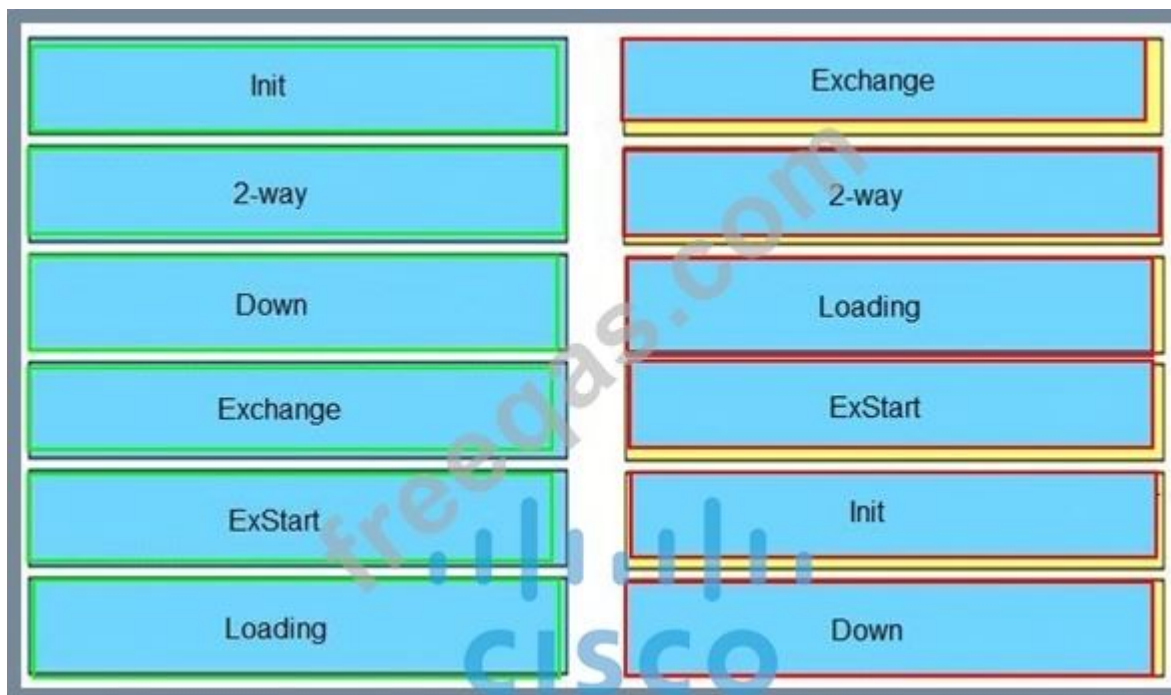 Init
Exchange
2-way
2-way
Down
Loading
Exchange
ExStart
ExStart
Init
Loading
Down
freeqas.com
CISCO